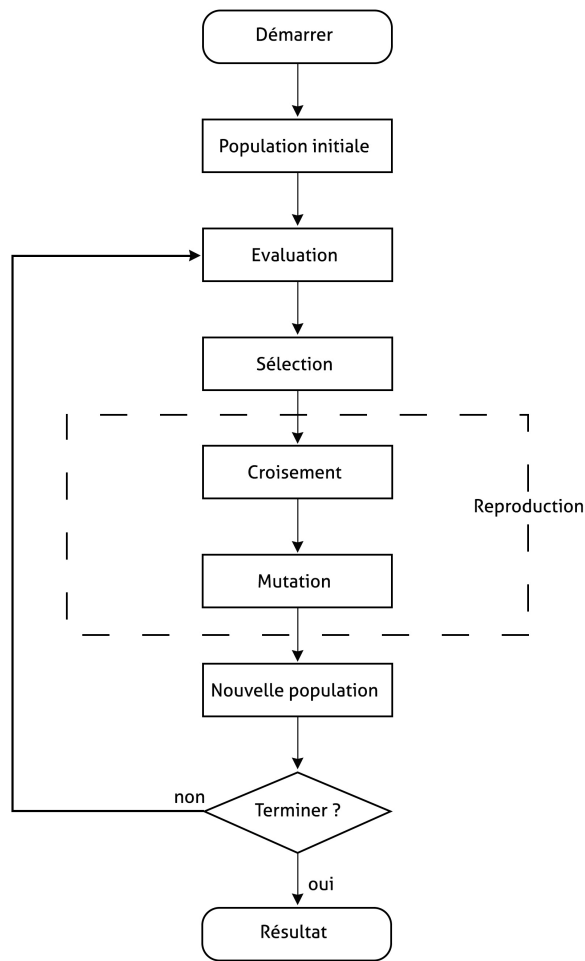 Démarrer
Population initiale
Evaluation
Sélection
Croisement
Reproduction
Mutation
Nouvelle population
non
Terminer ?
oui
Résultat